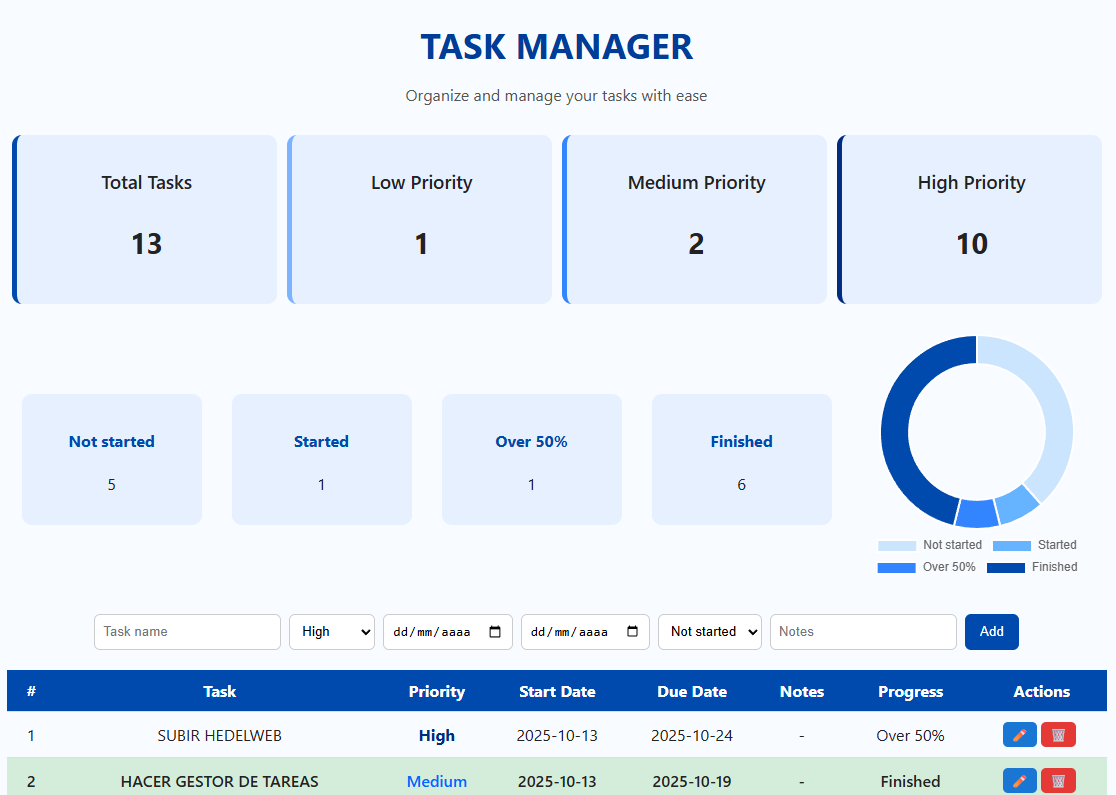 TASK MANAGER
Organize and manage your tasks with ease
Total Tasks Low Priority Medium Priority High Priority
13 1 2 10
Not started Started Over 50% Finished
5 1 1 6
Not started Started
Over 50% Finished
Task name High dd/mm/aaaa dd/mm/aaaa Not started Notes Add
# Task Priority Start Date Due Date Notes Progress Actions
1 SUBIR HEDELWEB High 2025-10-13 2025-10-24 - Over 50%
2 HACER GESTOR DE TAREAS Medium 2025-10-13 2025-10-19 - Finished